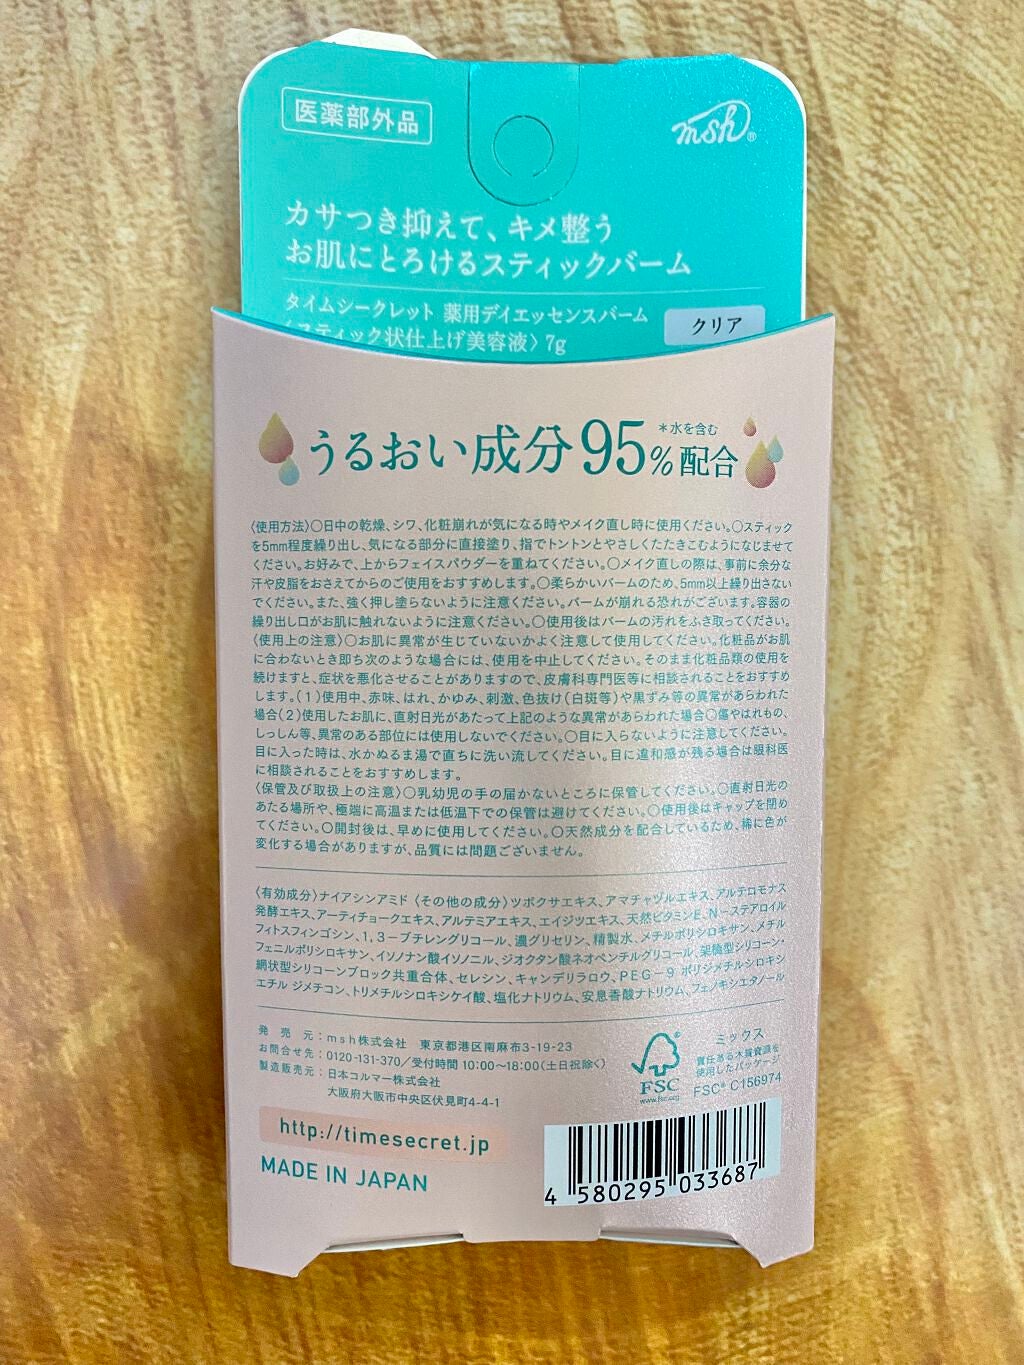 医薬部外品
msh®
カサつき抑えて、キメ整う
お肌にとろけるスティックバーム
タイムシークレット 薬用デイエッセンスバーム
クリア
スティック状仕上げ美容液〉7g
うるおい成分95%配合
*水を含む
〈使用方法〉○日中の乾燥、シワ、化粧崩れが気になる時やメイク直し時に使用ください。○スティック
を5mm程度繰り出し、気になる部分に直接塗り、指でトントンとやさしくたたきこむようになじませて
ください。お好みで、上からフェイスパウダーを重ねてください。○メイク直しの際は、事前に余分な
汗や皮脂をおさえてからのご使用をおすすめします。○柔らかいバームのため、5mm以上繰り出さない
でください。また、強く押し塗らないように注意ください。バームが崩れる恐れがございます。容器の
繰り出し口がお肌に触れないように注意ください。○使用後はバームの汚れをふき取ってください。
〈使用上の注意〉○お肌に異常が生じていないかよく注意して使用してください。化粧品がお肌
に合わないとき即ち次のような場合には、使用を中止してください。そのまま化粧品類の使用を
続けますと、症状を悪化させることがありますので、皮膚科専門医等に相談されることをおすすめ
します。(1)使用中、赤味、はれ、かゆみ、刺激、色抜け(白斑等)や黒ずみ等の異常があらわれた
場合(2)使用したお肌に、直射日光があたって上記のような異常があらわれた場合○傷やはれもの、
しっしん等、異常のある部位には使用しないでください。○目に入らないように注意してください。
目に入った時は、水かぬるま湯で直ちに洗い流してください。目に違和感が残る場合は眼科医
に相談されることをおすすめします。
〈保管及び取扱上の注意〉○乳幼児の手の届かないところに保管してください。○直射日光の
あたる場所や、極端に高温または低温下での保管は避けてください。○使用後はキャップを閉め
てください。○開封後は、早めに使用してください。○天然成分を配合しているため、稀に色が
変化する場合がありますが、品質には問題ございません。
〈有効成分〉ナイアシンアミド〈その他の成分〉ツボクサエキス、アマチャヅルエキス、アルテロモナス
発酵エキス、アーティチョークエキス、アルテミアエキス、エイジツエキス、天然ビタミンE、N-ステアロイル
フィトスフィンゴシン、1,3-ブチレングリコール、濃グリセリン、精製水、メチルポリシロキサン、メチル
フェニルポリシロキサン、イソノナン酸イソノニル、ジオクタン酸ネオペンチルグリコール、架橋型シリコーン・
網状型シリコーンブロック共重合体、セレシン、キャンデリラロウ、PEG-9 ポリジメチルシロキシ
エチル ジメチコン、トリメチルシロキシケイ酸、塩化ナトリウム、安息香酸ナトリウム、フェノキシエタノール
発売元:msh株式会社 東京都港区南麻布3-19-23
お問合せ先:0120-131-370/受付時間 10:00~18:00(土日祝除く)
製造販売元:日本コルマー株式会社
大阪府大阪市中央区伏見町4-4-1
FSC
www.fsc.org
ミックス
責任ある木質資源を
使用したパッケージ
FSC® C156974
http://timesecret.jp
MADE IN JAPAN
4 580295 033687